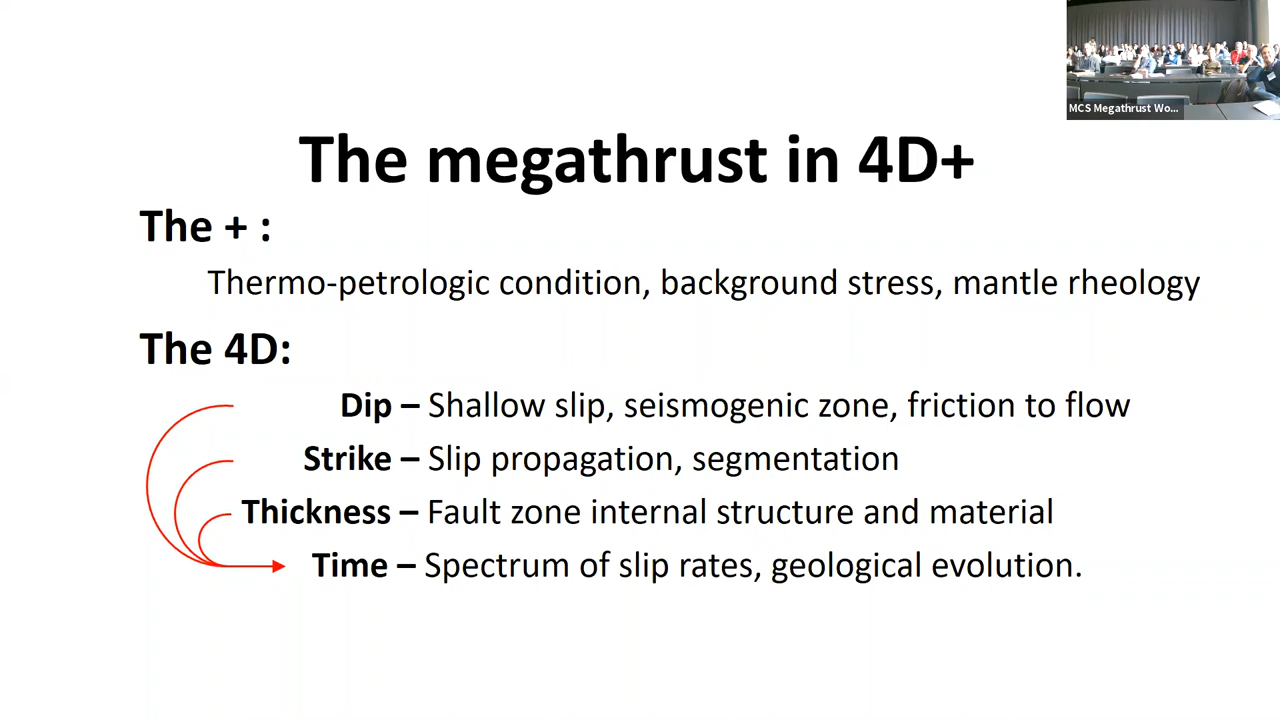 MCS Megathrust Wo...
The megathrust in 4D+
The + :
Thermo-petrologic condition, background stress, mantle rheology
The 4D:
Dip – Shallow slip, seismogenic zone, friction to flow
Strike – Slip propagation, segmentation
Thickness – Fault zone internal structure and material
Time – Spectrum of slip rates, geological evolution.